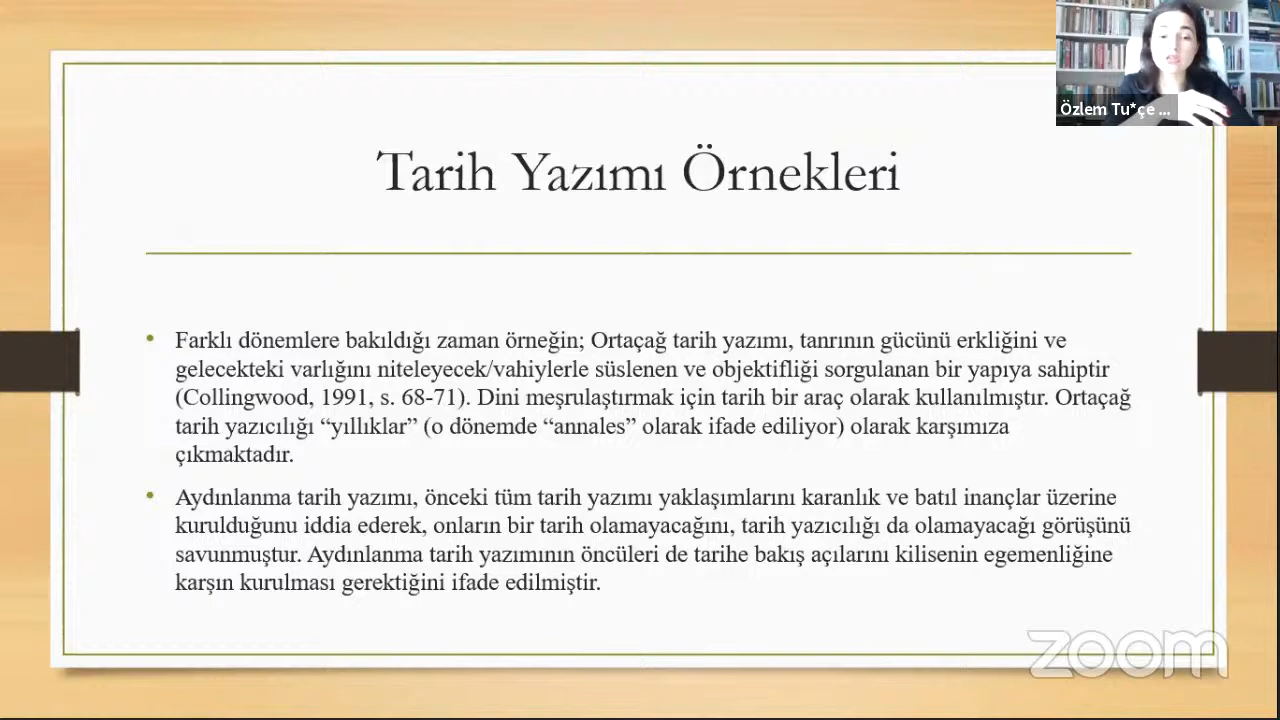 Özlem Tu*çe ...
Tarih Yazımı Örnekleri
• Farklı dönemlere bakıldığı zaman örneğin; Ortaçağ tarih yazımı, tanrının gücünü erkliğini ve
gelecekteki varlığını niteleyecek/vahiylerle süslenen ve objektifliği sorgulanan bir yapıya sahiptir
(Collingwood, 1991, s. 68-71). Dini meşrulaştırmak için tarih bir araç olarak kullanılmıştır. Ortaçağ
tarih yazıcılığı “yıllıklar” (o dönemde “annales” olarak ifade ediliyor) olarak karşımıza
çıkmaktadır.
• Aydınlanma tarih yazımı, önceki tüm tarih yazımı yaklaşımlarını karanlık ve batıl inançlar üzerine
kurulduğunu iddia ederek, onların bir tarih olamayacağını, tarih yazıcılığı da olamayacağı görüşünü
savunmuştur. Aydınlanma tarih yazımının öncüleri de tarihe bakış açılarını kilisenin egemenliğine
karşın kurulması gerektiğini ifade edilmiştir.
zoom